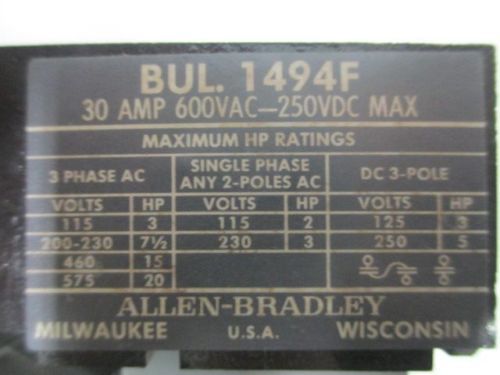 BUL. 1494F
30 AMP 600VAC—250VDC MAX
MAXIMUM HP RATINGS
3 PHASE AC SINGLE PHASE ANY 2-POLES AC DC 3-POLE
VOLTS HP VOLTS HP VOLTS HP
115 3 115 2 125 3
200-230 7½ 230 3 250 5
460 15
575 20
ALLEN-BRADLEY
MILWAUKEE U.S.A. WISCONSIN